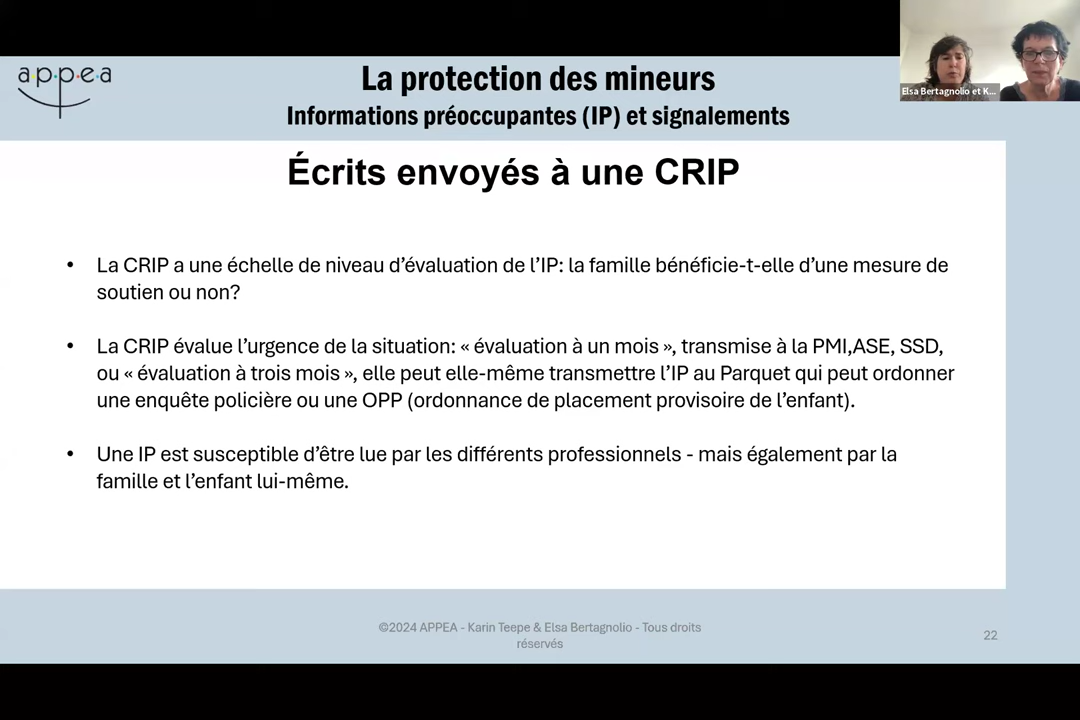 appea
La protection des mineurs
Informations préoccupantes (IP) et signalements
Elsa Bertagnolio et K...
Écrits envoyés à une CRIP
• La CRIP a une échelle de niveau d’évaluation de l’IP: la famille bénéficie-t-elle d’une mesure de
soutien ou non?
• La CRIP évalue l’urgence de la situation: « évaluation à un mois », transmise à la PMI,ASE, SSD,
ou « évaluation à trois mois », elle peut elle-même transmettre l’IP au Parquet qui peut ordonner
une enquête policière ou une OPP (ordonnance de placement provisoire de l’enfant).
• Une IP est susceptible d’être lue par les différents professionnels - mais également par la
famille et l’enfant lui-même.
©2024 APPEA - Karin Teepe & Elsa Bertagnolio - Tous droits
réservés
22